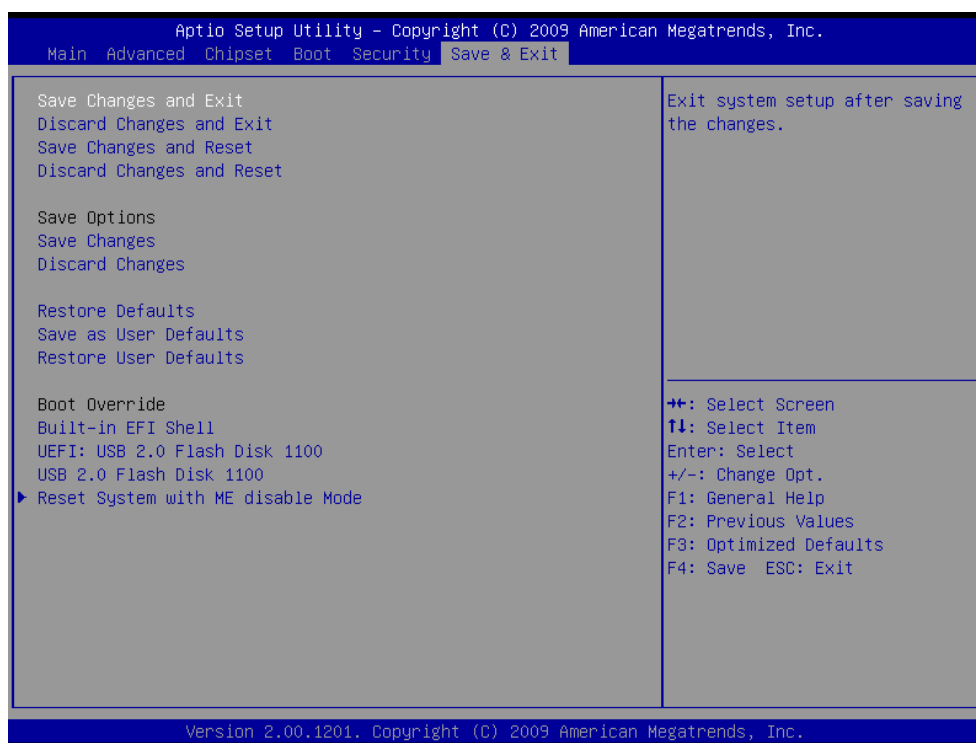 Aptio Setup Utility – Copyright (C) 2009 American Megatrends, Inc.
Main Advanced Chipset Boot Security Save & Exit
Save Changes and Exit
Discard Changes and Exit
Save Changes and Reset
Discard Changes and Reset
Save Options
Save Changes
Discard Changes
Restore Defaults
Save as User Defaults
Restore User Defaults
Boot Override
Built-in EFI Shell
UEFI: USB 2.0 Flash Disk 1100
USB 2.0 Flash Disk 1100
Reset System with ME disable Mode
Exit system setup after saving
the changes.
→←: Select Screen
↑↓: Select Item
Enter: Select
+/-: Change Opt.
F1: General Help
F2: Previous Values
F3: Optimized Defaults
F4: Save ESC: Exit
Version 2.00.1201. Copyright (C) 2009 American Megatrends, Inc.